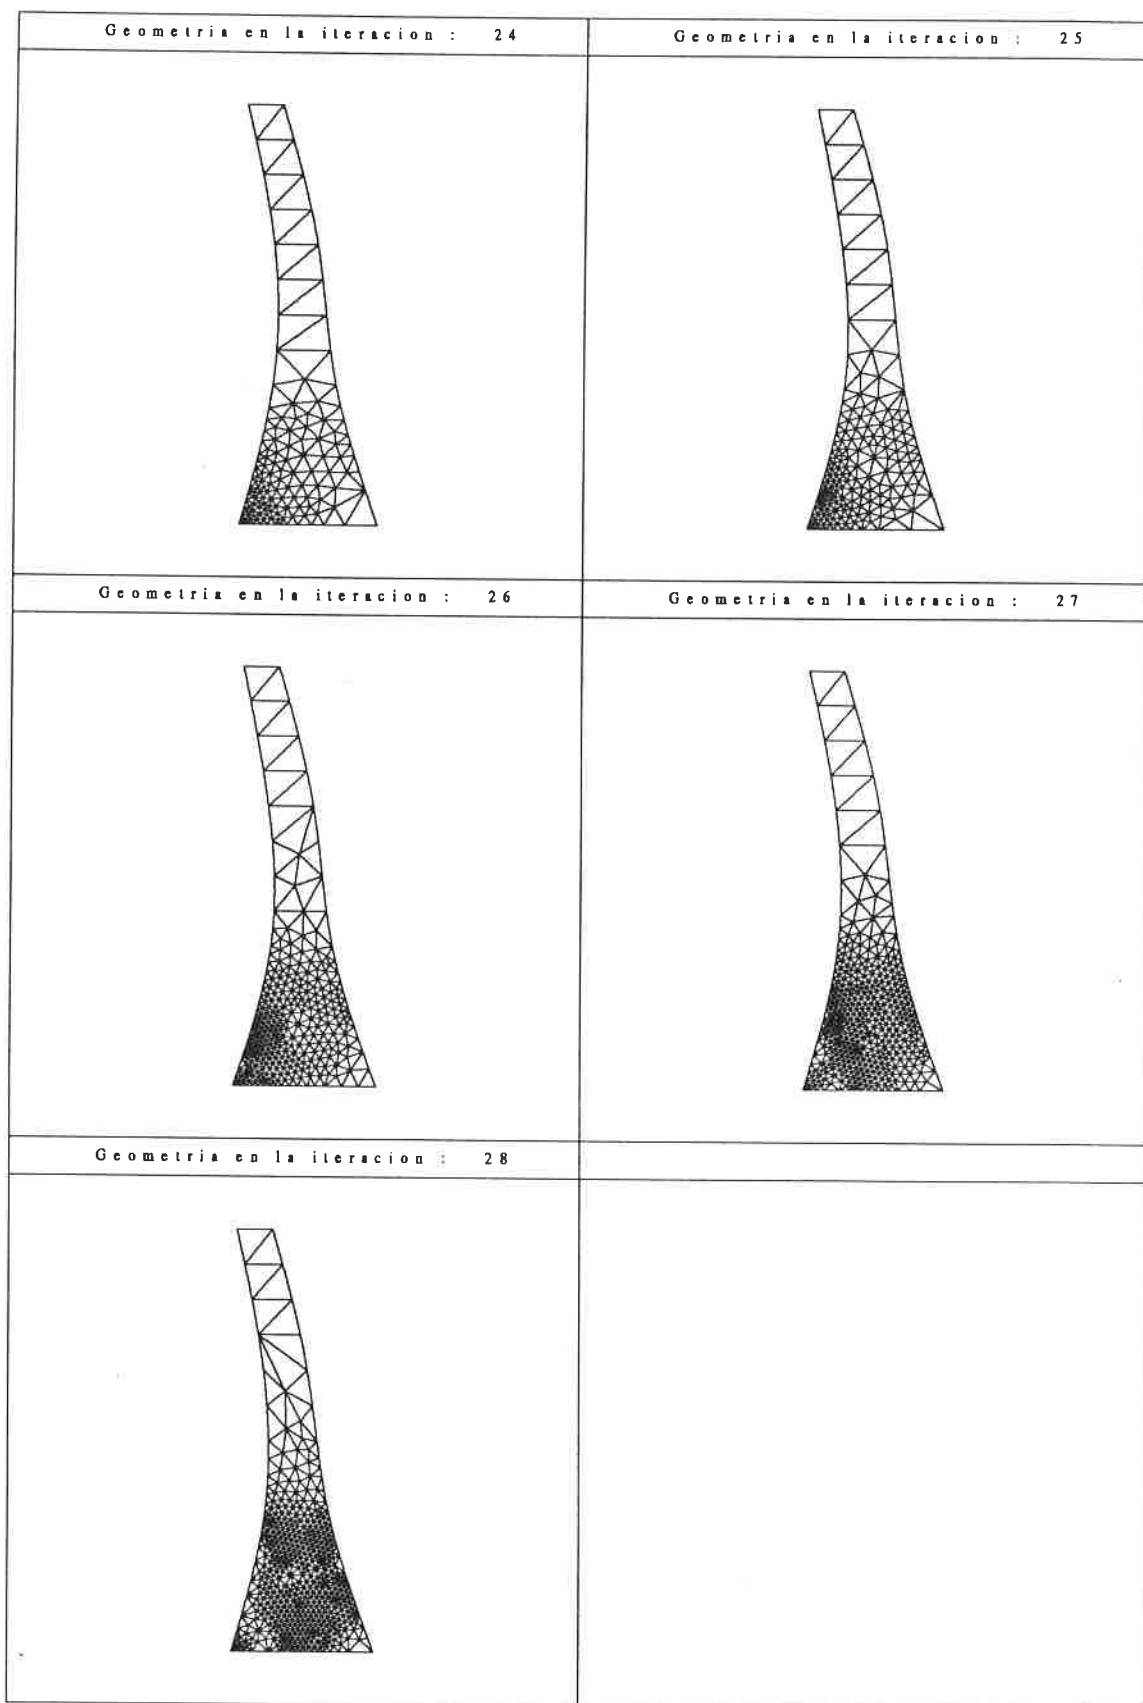 Geometria en la iteracion : 24
Geometria en la iteracion : 25
Geometria en la iteracion : 26
Geometria en la iteracion : 27
Geometria en la iteracion : 28